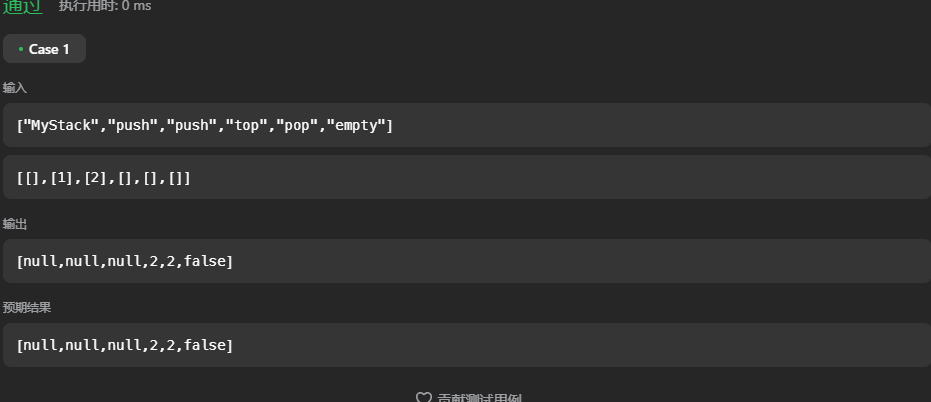 通过 执行用时: 0 ms
Case 1
输入
["MyStack","push","push","top","pop","empty"]
[[],[1],[2],[],[],[]]
输出
[null,null,null,2,2,false]
预期结果
[null,null,null,2,2,false]
贡献测试用例